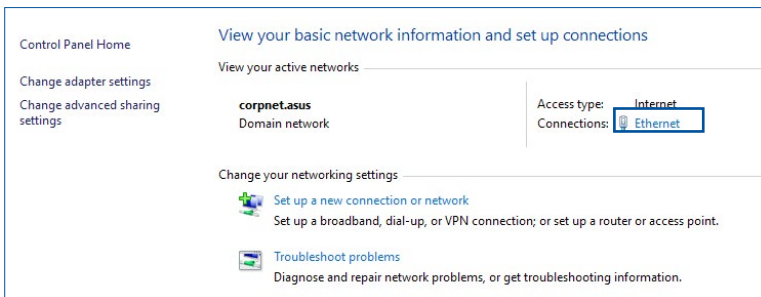 Control Panel Home
Change adapter settings
Change advanced sharing
settings
View your basic network information and set up connections
View your active networks
corpnet.asus
Domain network
Access type: Internet
Connections: Ethernet
Change your networking settings
Set up a new connection or network
Set up a broadband, dial-up, or VPN connection; or set up a router or access point.
Troubleshoot problems
Diagnose and repair network problems, or get troubleshooting information.